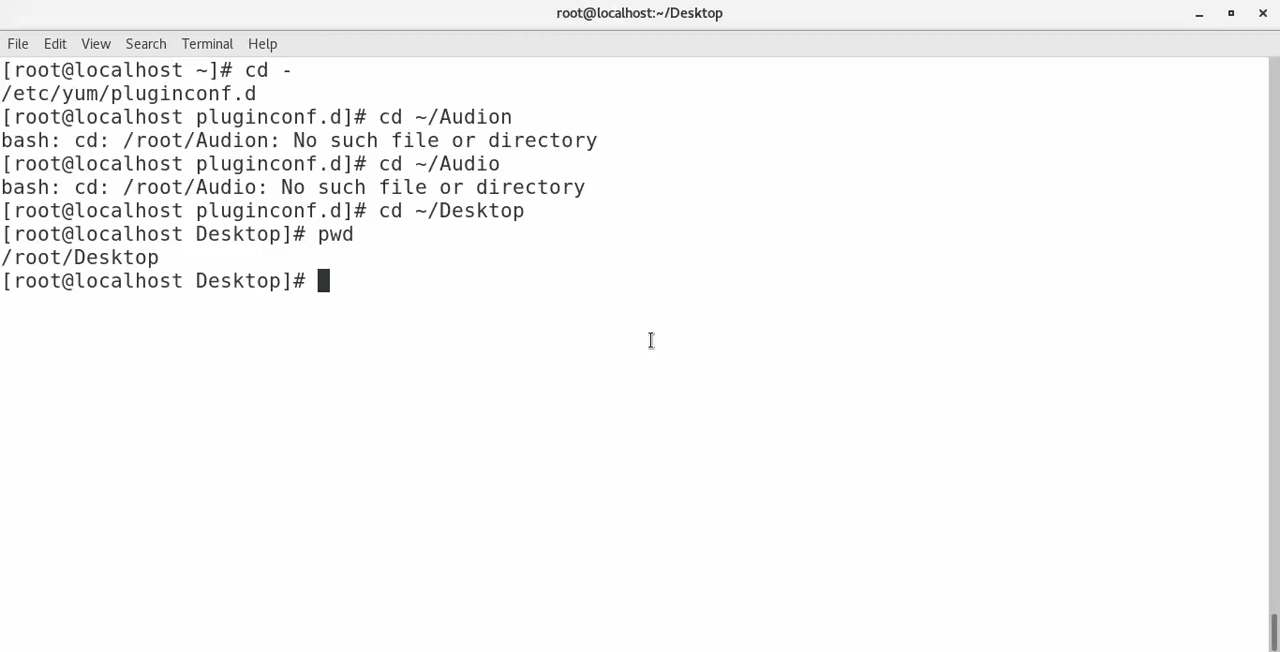 root@localhost:~/Desktop
File Edit View Search Terminal Help
[root@localhost ~]# cd -
/etc/yum/pluginconf.d
[root@localhost pluginconf.d]# cd ~/Audion
bash: cd: /root/Audion: No such file or directory
[root@localhost pluginconf.d]# cd ~/Audio
bash: cd: /root/Audio: No such file or directory
[root@localhost pluginconf.d]# cd ~/Desktop
[root@localhost Desktop]# pwd
/root/Desktop
[root@localhost Desktop]#